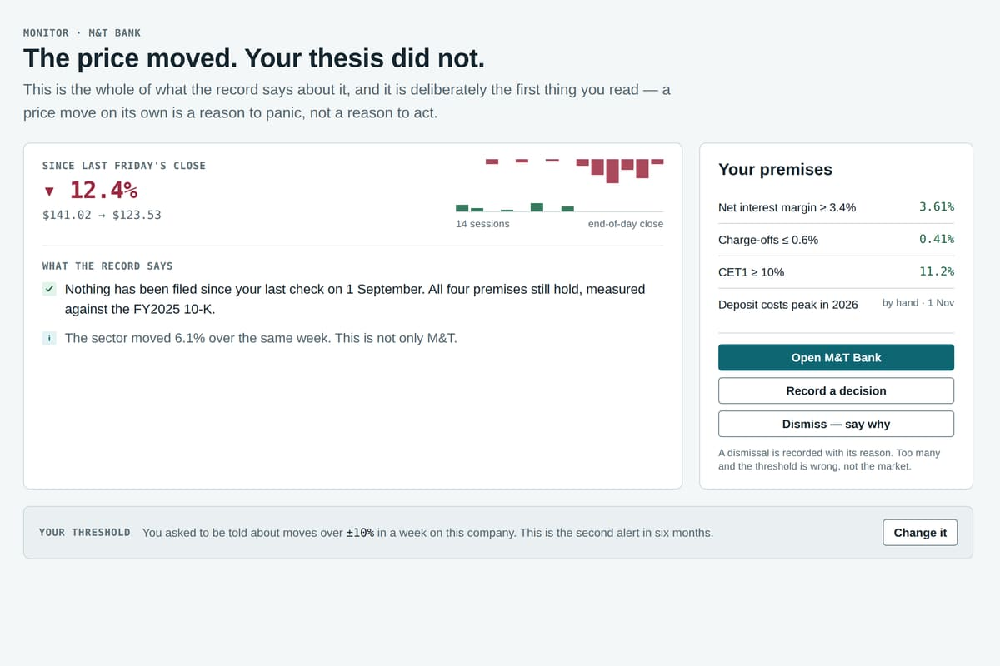 MONITOR · M&T BANK
The price moved. Your thesis did not.
This is the whole of what the record says about it, and it is deliberately the first thing you read — a
price move on its own is a reason to panic, not a reason to act.
SINCE LAST FRIDAY'S CLOSE
▼ 12.4%
$141.02 → $123.53
14 sessions
end-of-day close
WHAT THE RECORD SAYS
Nothing has been filed since your last check on 1 September. All four premises still hold, measured
against the FY2025 10-K.
i The sector moved 6.1% over the same week. This is not only M&T.
Your premises
Net interest margin ≥ 3.4% 3.61%
Charge-offs ≤ 0.6% 0.41%
CET1 ≥ 10% 11.2%
Deposit costs peak in 2026 by hand · 1 Nov
Open M&T Bank
Record a decision
Dismiss — say why
A dismissal is recorded with its reason. Too many
and the threshold is wrong, not the market.
YOUR THRESHOLD You asked to be told about moves over ±10% in a week on this company. This is the second alert in six months.
Change it